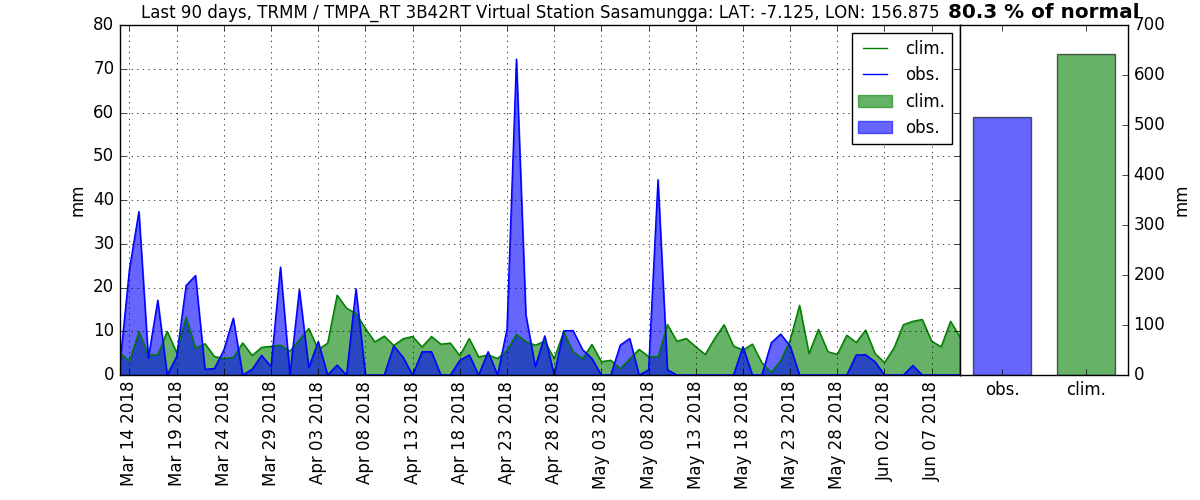 Last 90 days, TRMM / TMPA_RT 3B42RT Virtual Station Sasamungga: LAT: -7.125, LON: 156.875
80.3 % of normal
80
70
60
50
40
30
20
10
0
mm
clim.
obs.
clim.
obs.
700
600
500
400
300
200
100
0
mm
Mar 14 2018
Mar 19 2018
Mar 24 2018
Mar 29 2018
Apr 03 2018
Apr 08 2018
Apr 13 2018
Apr 18 2018
Apr 23 2018
Apr 28 2018
May 03 2018
May 08 2018
May 13 2018
May 18 2018
May 23 2018
May 28 2018
Jun 02 2018
Jun 07 2018
obs.
clim.